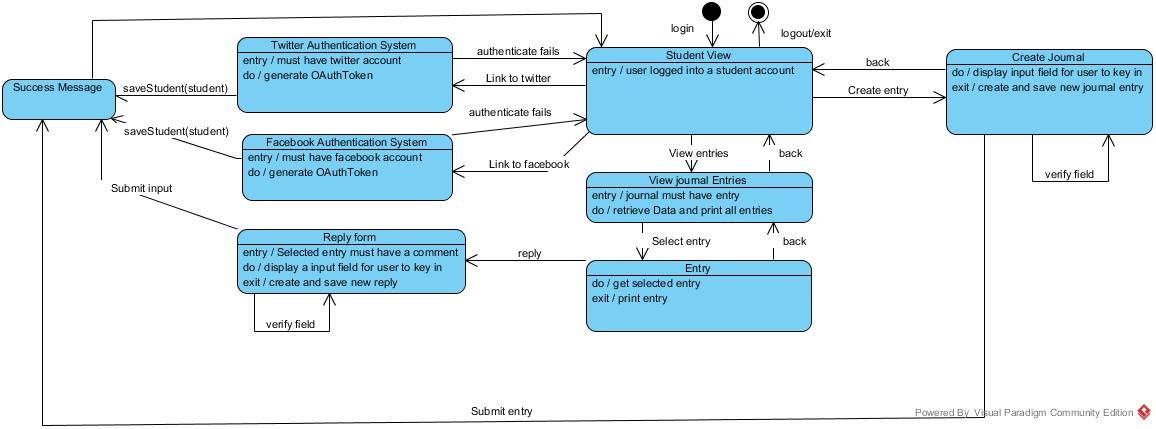 login
logout/exit
Twitter Authentication System
entry / must have twitter account
do / generate OAuthToken
authenticate fails
Link to twitter
Student View
entry / user logged into a student account
back
Create entry
Create Journal
do / display input field for user to key in
exit / create and save new journal entry
verify field
Success Message
saveStudent(student)
saveStudent(student)
authenticate fails
Link to facebook
Facebook Authentication System
entry / must have facebook account
do / generate OAuthToken
View entries
back
View journal Entries
entry / journal must have entry
do / retrieve Data and print all entries
Submit input
Select entry
back
Reply form
entry / Selected entry must have a comment
do / display a input field for user to key in
exit / create and save new reply
verify field
reply
Entry
do / get selected entry
exit / print entry
Submit entry
Powered By Visual Paradigm Community Edition